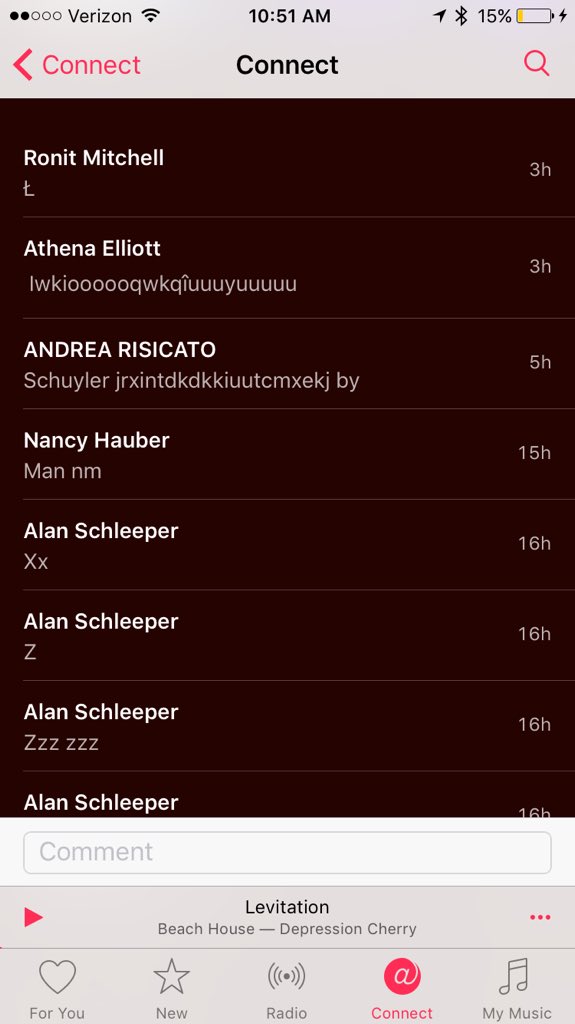 Verizon 10:51 AM 15%
Connect Connect
Ronit Mitchell
3h
Ł
Athena Elliott
3h
Iwkioooooqwkqîuuuyuuuuu
ANDREA RISICATO
5h
Schuyler jrxintdkdkkiuutcmxekj by
Nancy Hauber
15h
Man nm
Alan Schleeper
16h
Xx
Alan Schleeper
16h
Z
Alan Schleeper
16h
Zzz zzz
Alan Schleeper
16h
Comment
Levitation
Beach House — Depression Cherry
For You New Radio Connect My Music